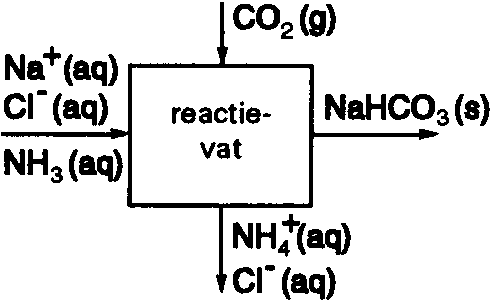 CO₂(g)
Na⁺(aq)
Cl⁻(aq)
NH₃(aq)
reactie-
vat
NaHCO₃(s)
NH₄⁺(aq)
Cl⁻(aq)